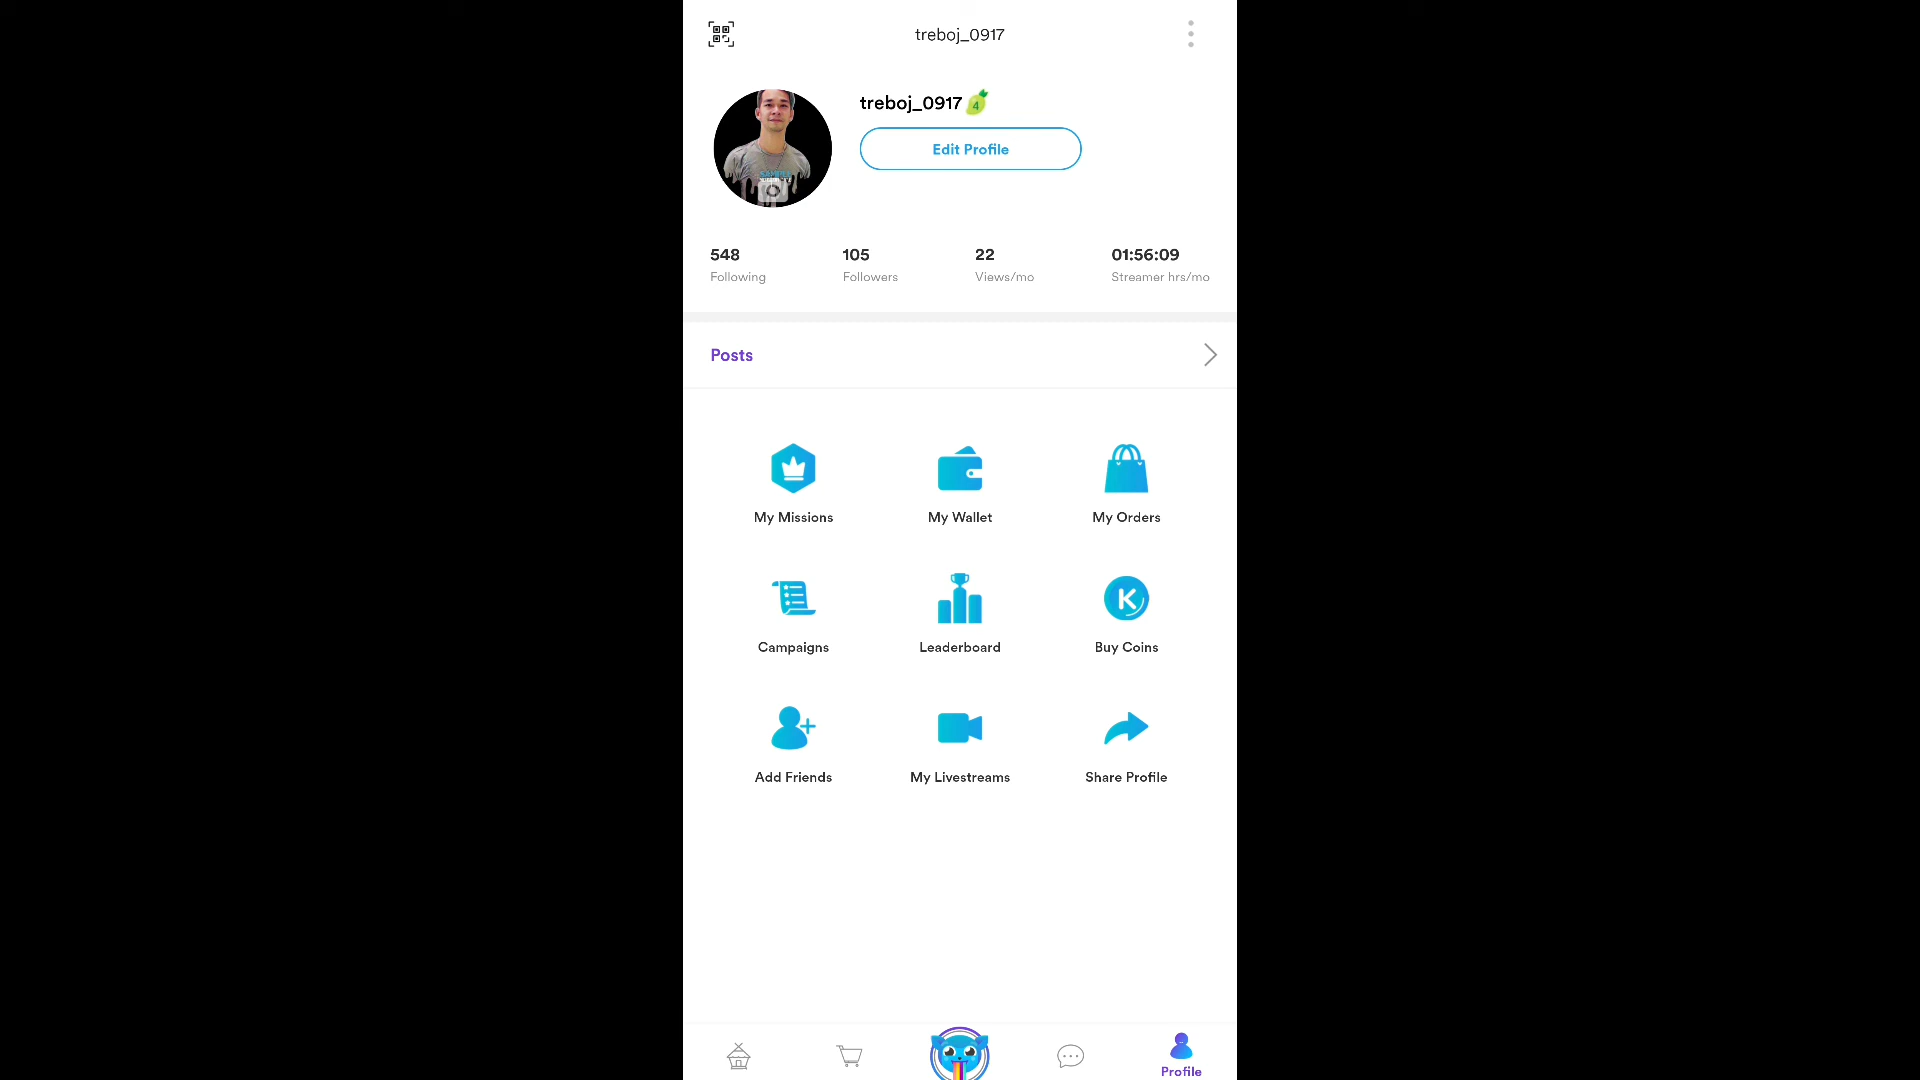 treboj_0917
treboj_0917 4
Edit Profile
548 105 22 01:56:09
Following Followers Views/mo Streamer hrs/mo
Posts
My Missions My Wallet My Orders
K
Campaigns Leaderboard Buy Coins
Add Friends My Livestreams Share Profile
Profile